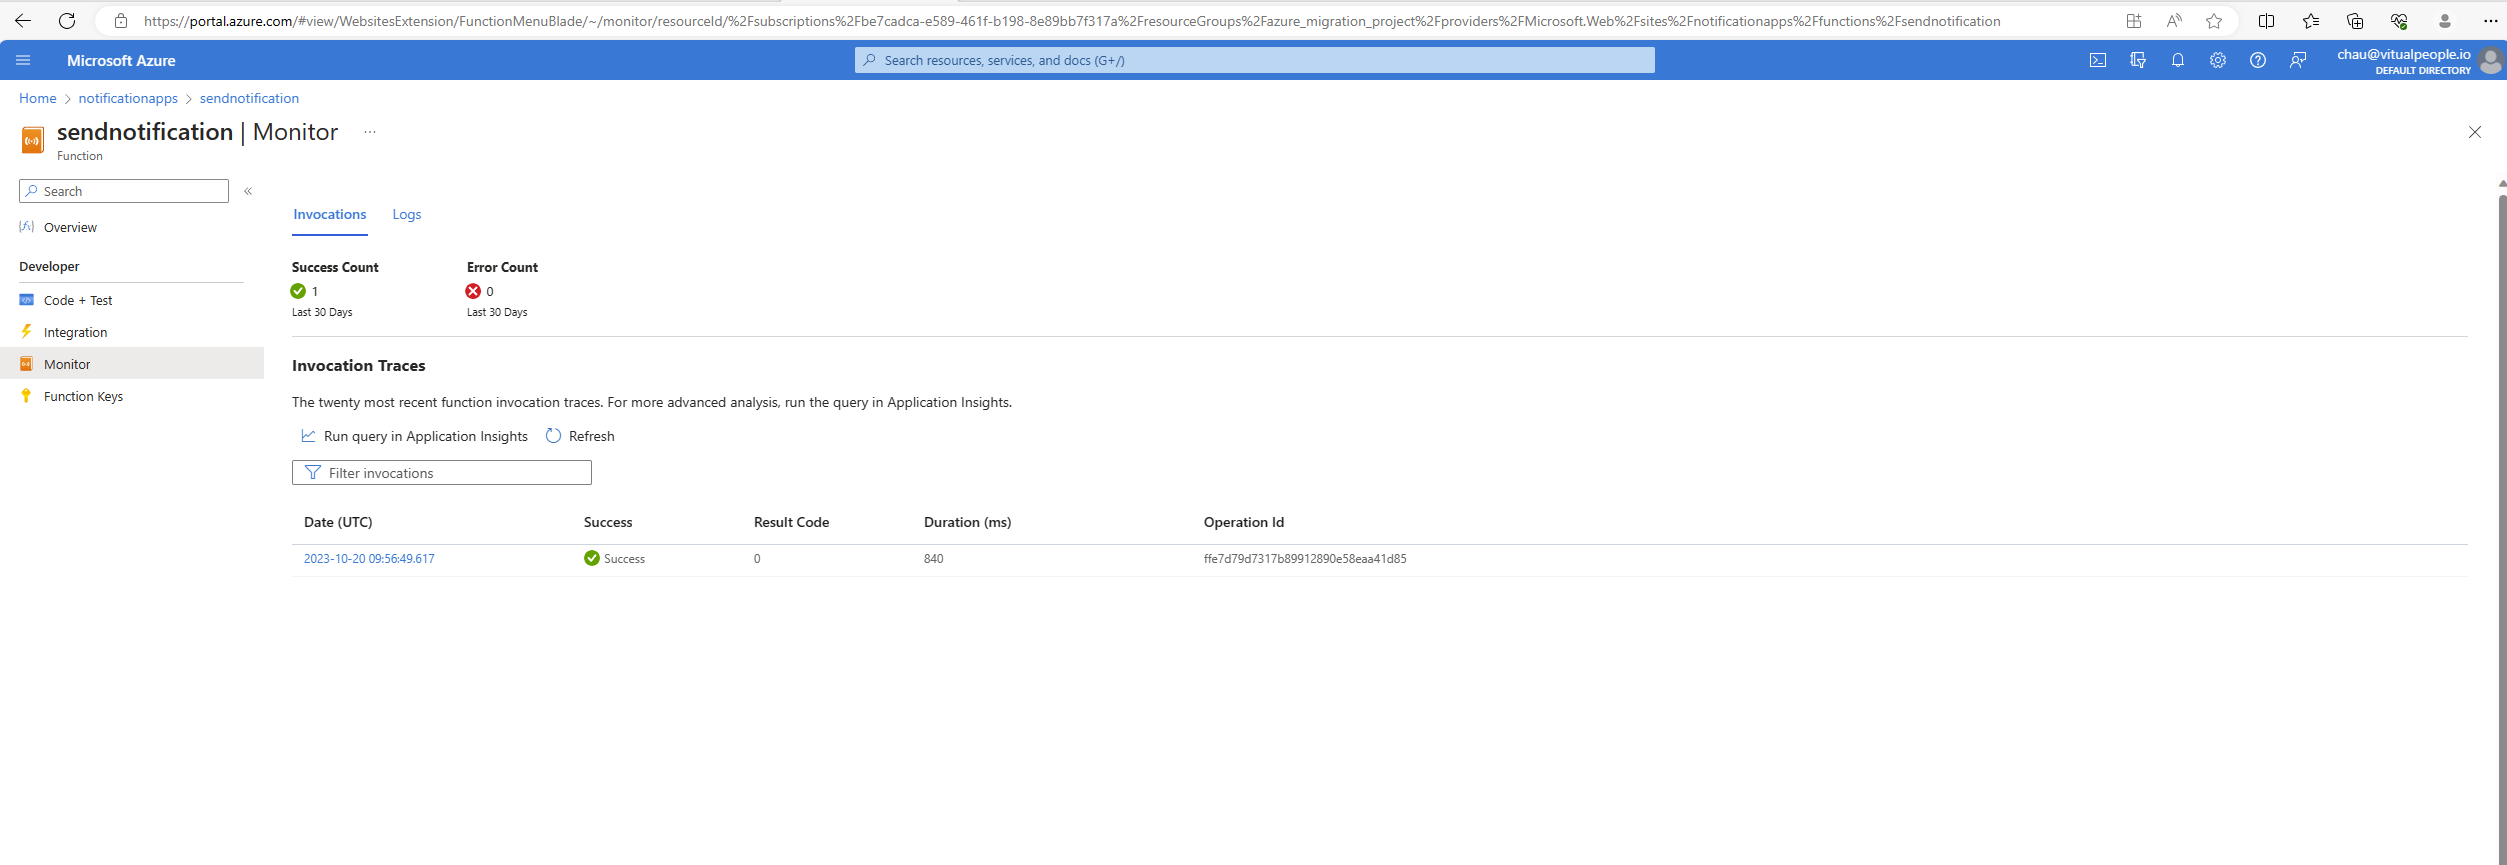 https://portal.azure.com/#view/WebsitesExtension/FunctionMenuBlade/~/monitor/resourceId/%2Fsubscriptions%2Fbe7cadca-e589-461f-b198-8e89bb7f317a%2FresourceGroups%2Fazure_migration_project%2Fproviders%2FMicrosoft.Web%2Fsites%2Fnotificationapps%2Ffunctions%2Fsendnotification
Microsoft Azure
Search resources, services, and docs (G+/)
chau@vitualpeople.io
DEFAULT DIRECTORY
Home > notificationapps > sendnotification
sendnotification | Monitor ...
Function
Search
Overview
Developer
Code + Test
Integration
Monitor
Function Keys
Invocations Logs
Success Count Error Count
1 0
Last 30 Days Last 30 Days
Invocation Traces
The twenty most recent function invocation traces. For more advanced analysis, run the query in Application Insights.
Run query in Application Insights Refresh
Filter invocations
Date (UTC) Success Result Code Duration (ms) Operation Id
2023-10-20 09:56:49.617 Success 0 840 ffe7d79d7317b89912890e58eaa41d85